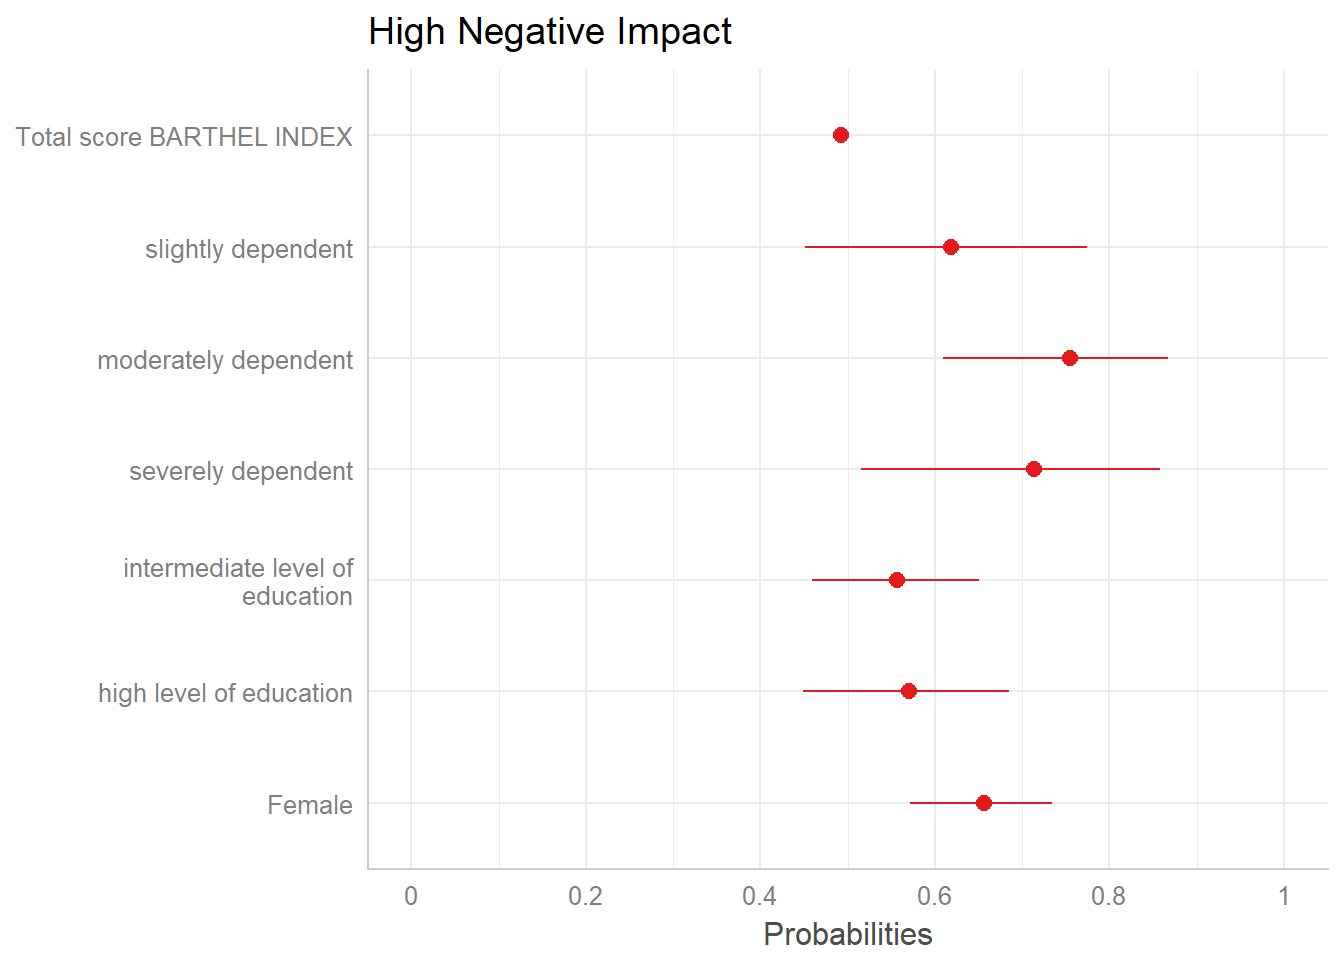 High Negative Impact
Total score BARTHEL INDEX
slightly dependent
moderately dependent
severely dependent
intermediate level of
education
high level of education
Female
0 0.2 0.4 0.6 0.8 1
Probabilities